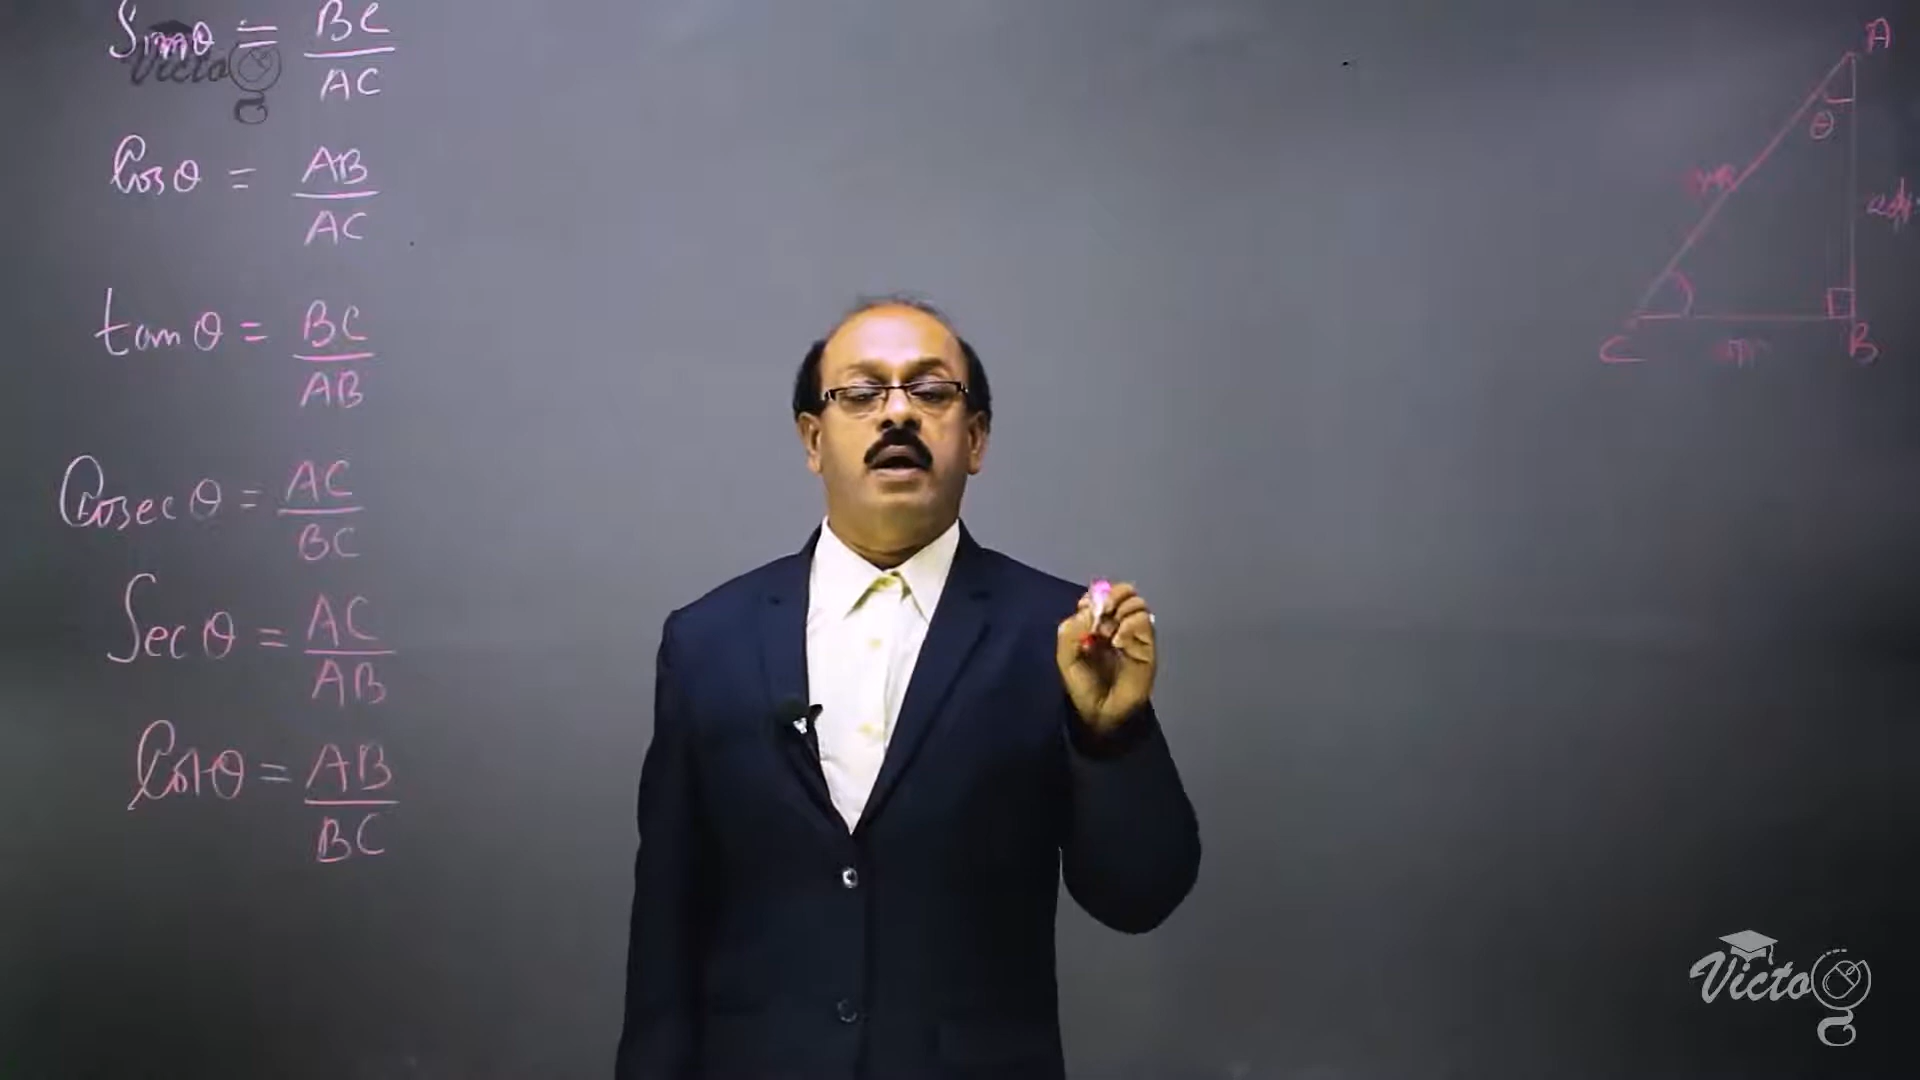 Sinθ = BC
AC
Victo
Cosθ = AB
AC
tanθ = BC
AB
Cosecθ = AC
BC
Secθ = AC
AB
Cotθ = AB
BC
A
θ
C
B
Victo